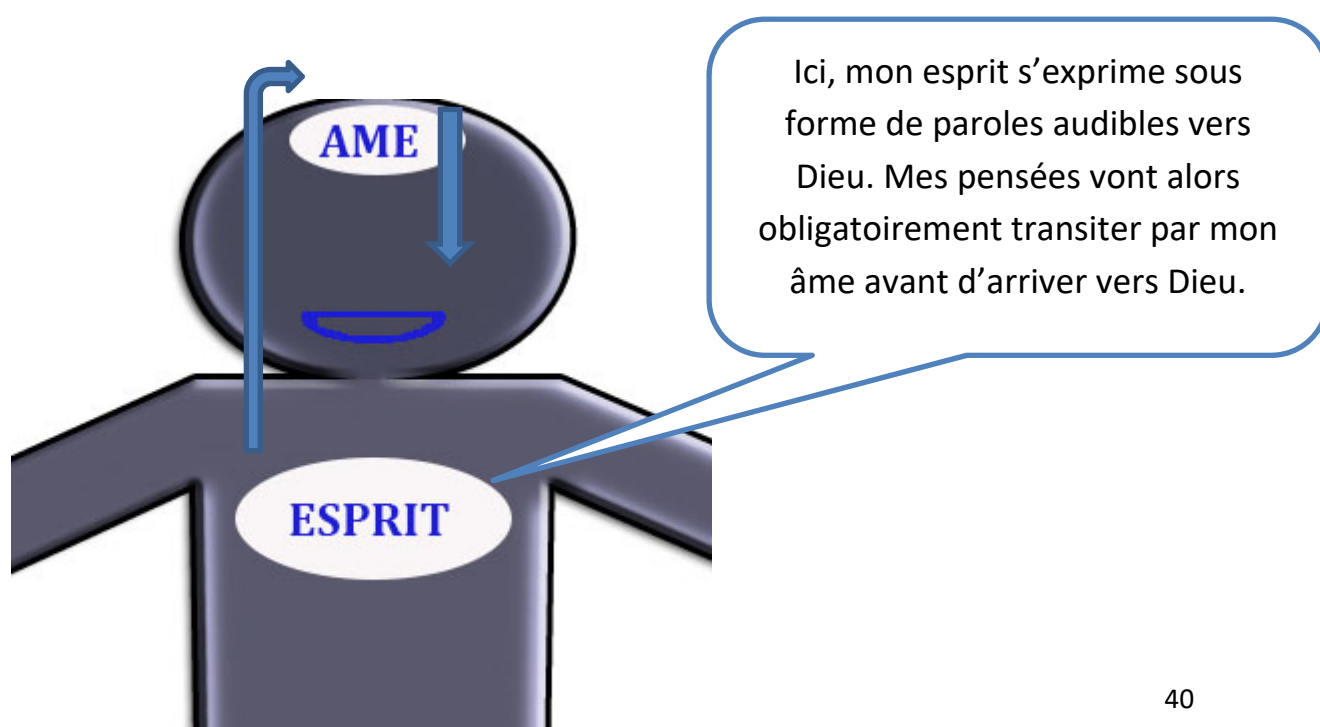 Ici, mon esprit s’exprime sous
forme de paroles audibles vers
Dieu. Mes pensées vont alors
obligatoirement transiter par mon
âme avant d’arriver vers Dieu.
AME
ESPRIT
40